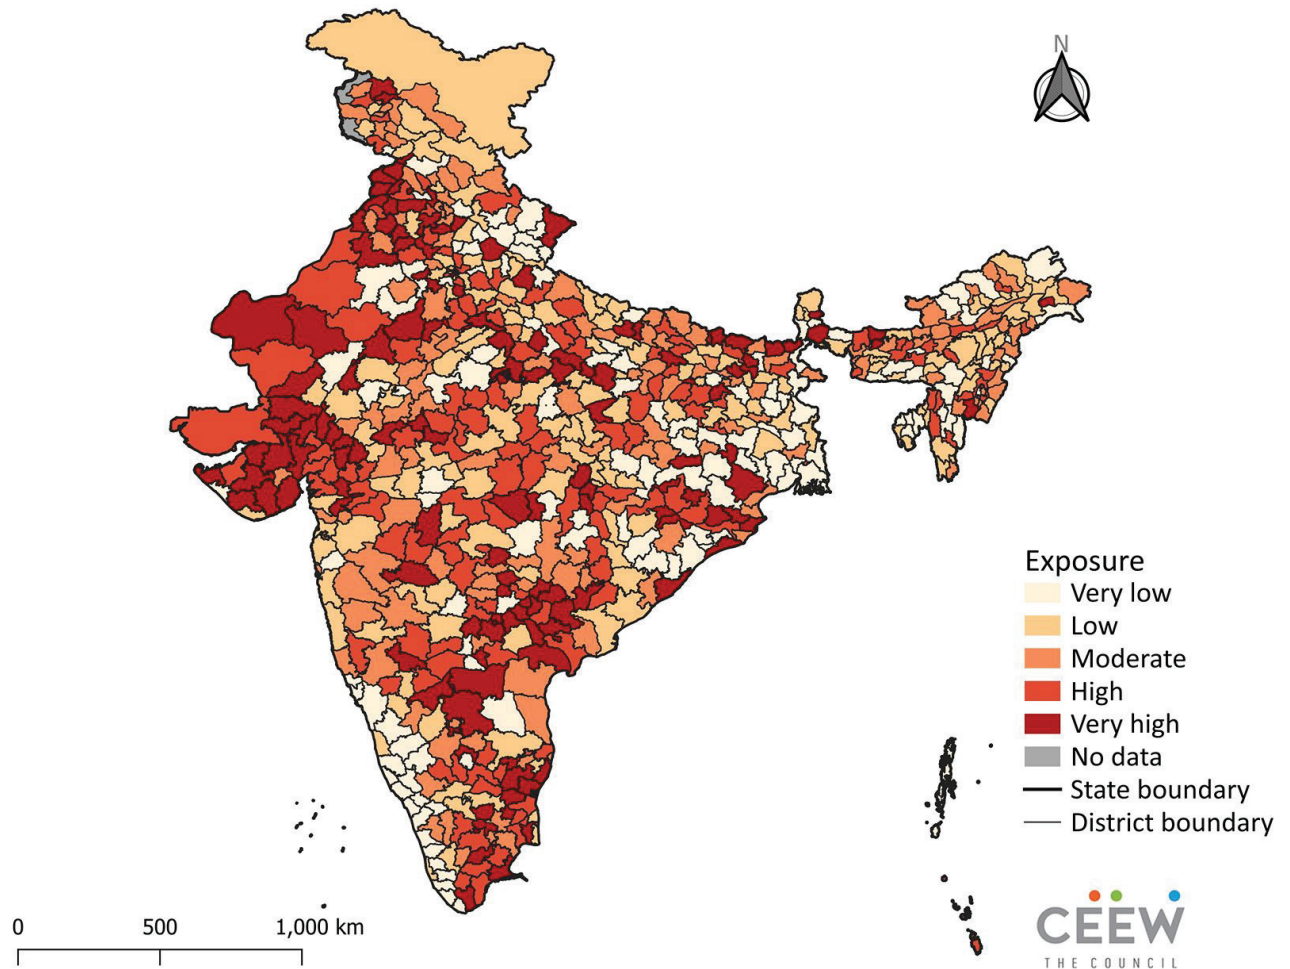 N
Exposure
Very low
Low
Moderate
High
Very high
No data
State boundary
District boundary
0 500 1,000 km
CEEW
THE COUNCIL